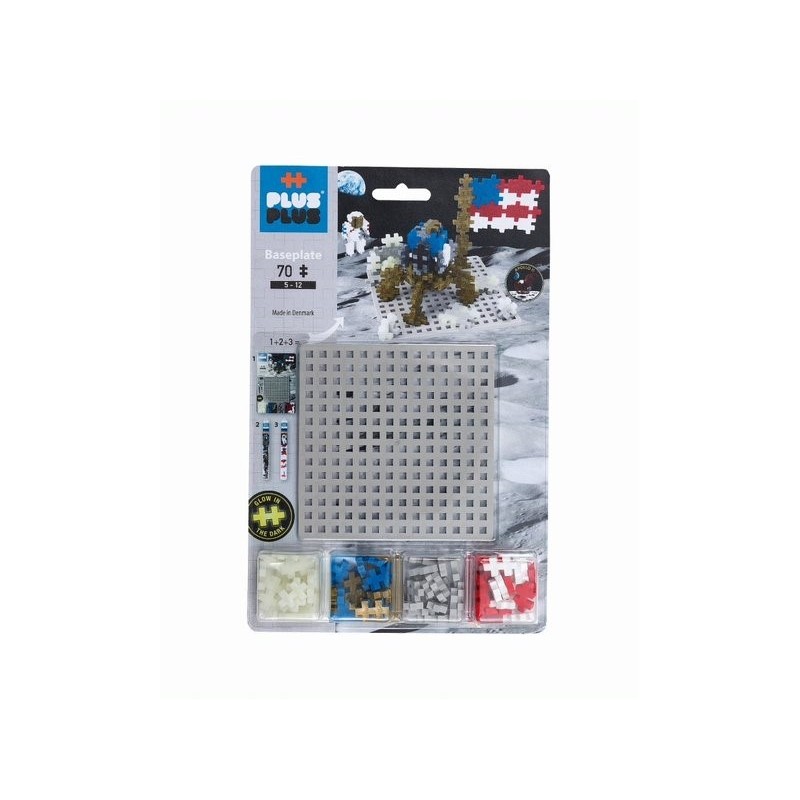 PLUS
PLUS
Baseplate
70
5 - 12
Made in Denmark
1+2+3 =
1
2
3
GLOW IN
THE DARK